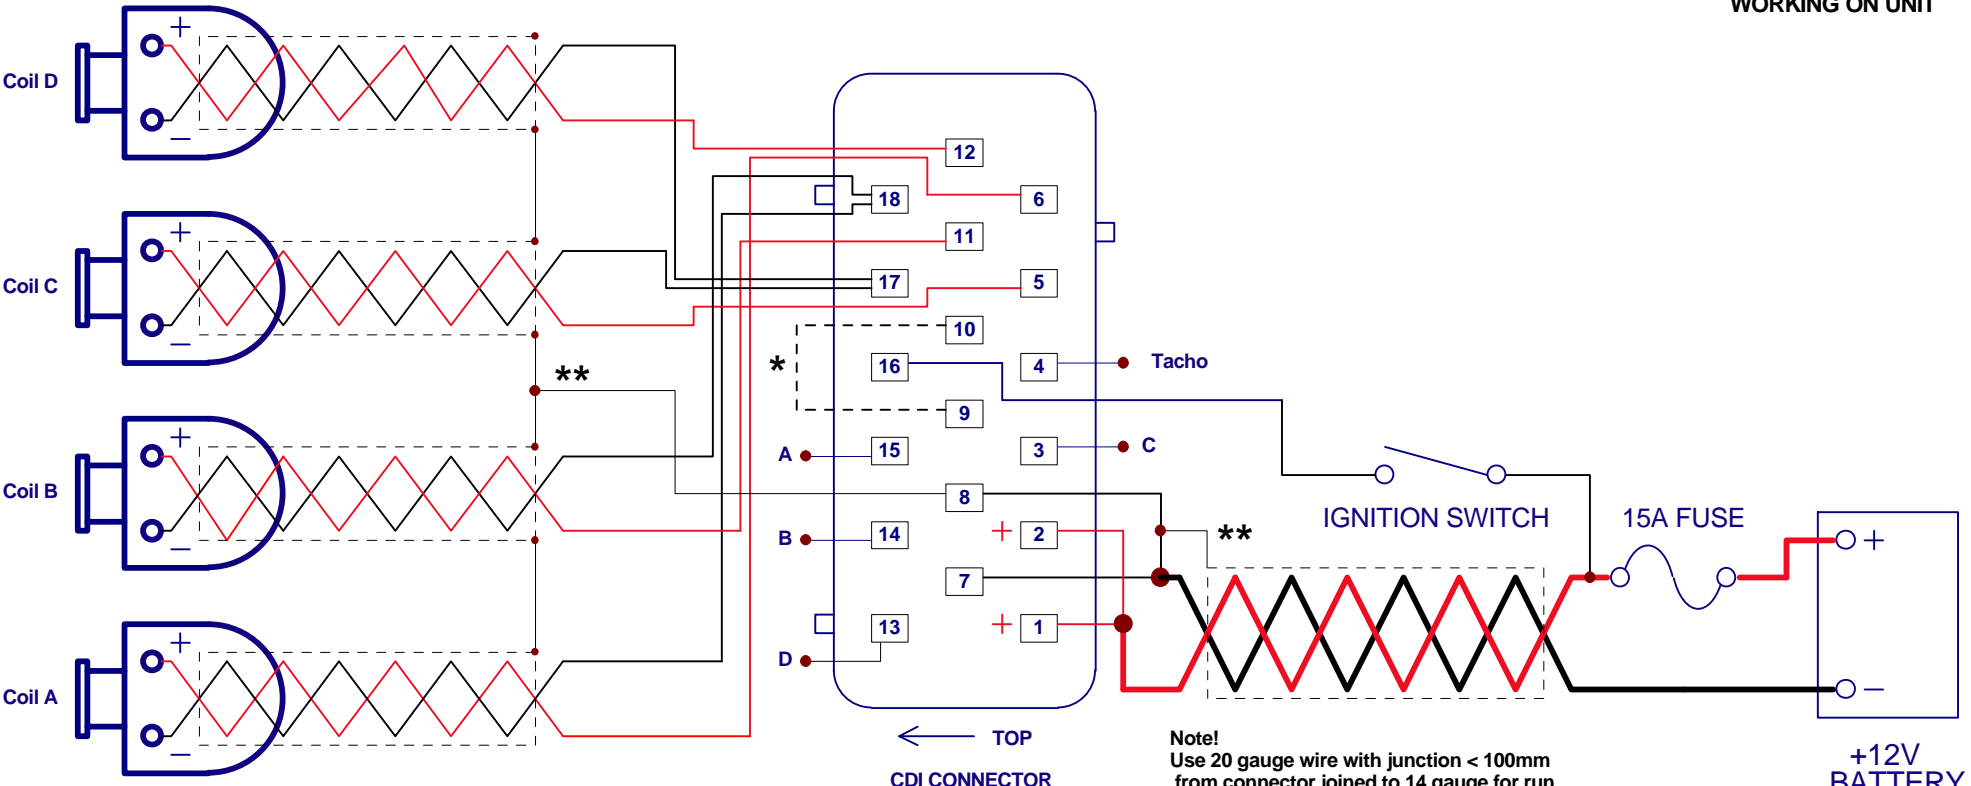 WORKING ON UNIT
+
Coil D
−
12
18
6
11
+
Coil C
17
5
−
10
*
16
4
Tacho
**
9
+
A
15
3
C
Coil B
8
IGNITION SWITCH
15A FUSE
−
B
14
+ 2
**
+
7
13
+ 1
+
D
−
Coil A
TOP
−
CDI CONNECTOR
Note!
Use 20 gauge wire with junction < 100mm
from connector joined to 14 gauge for run
+12V
BATTERY